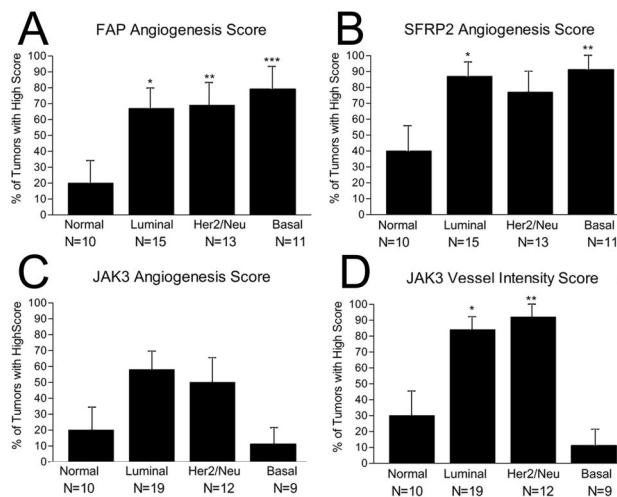 A
FAP Angiogenesis Score
% of Tumors with High Score
100
90
80
70
60
50
40
30
20
10
0
*
**
***
Normal Luminal Her2/Neu Basal
N=10 N=15 N=13 N=11
B
SFRP2 Angiogenesis Score
% of Tumors with High Score
100
90
80
70
60
50
40
30
20
10
0
*
**
Normal Luminal Her2/Neu Basal
N=10 N=15 N=13 N=11
C
JAK3 Angiogenesis Score
% of Tumors with HighScore
100
90
80
70
60
50
40
30
20
10
0
Normal Luminal Her2/Neu Basal
N=10 N=19 N=12 N=9
D
JAK3 Vessel Intensity Score
% of Tumors with High Score
100
90
80
70
60
50
40
30
20
10
0
*
**
Normal Luminal Her2/Neu Basal
N=10 N=19 N=12 N=9